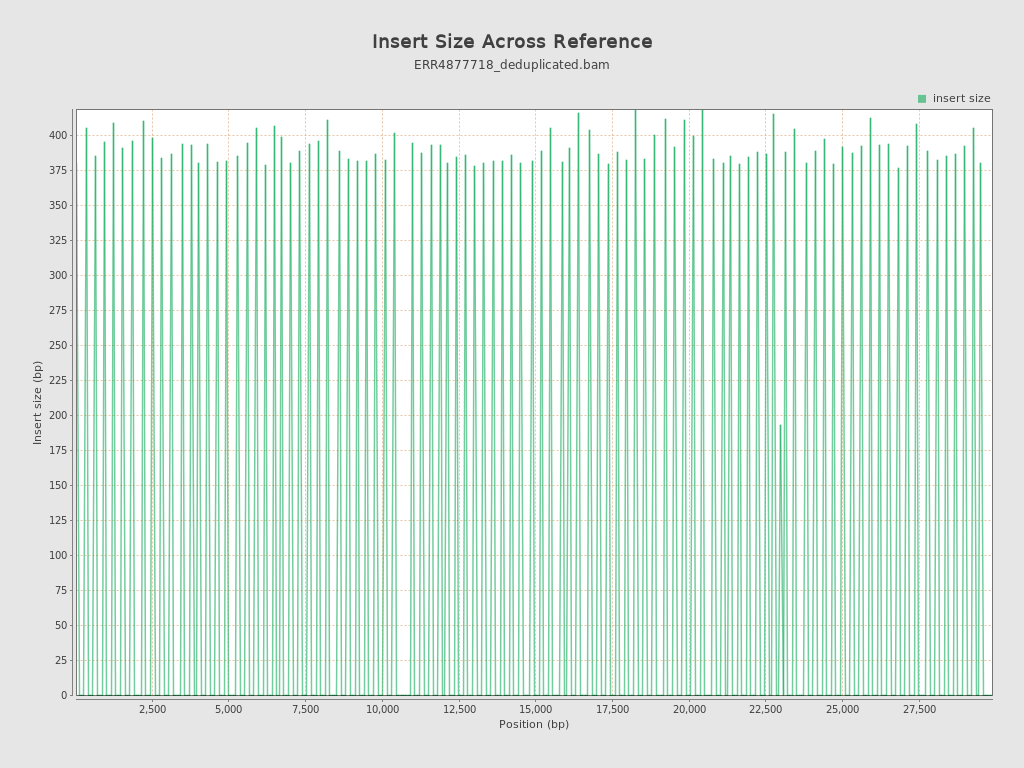 Insert Size Across Reference
ERR4877718_deduplicated.bam
insert size
400
375
350
325
300
275
250
225
200
175
150
125
100
75
50
25
0
Insert size (bp)
2,500 5,000 7,500 10,000 12,500 15,000 17,500 20,000 22,500 25,000 27,500
Position (bp)